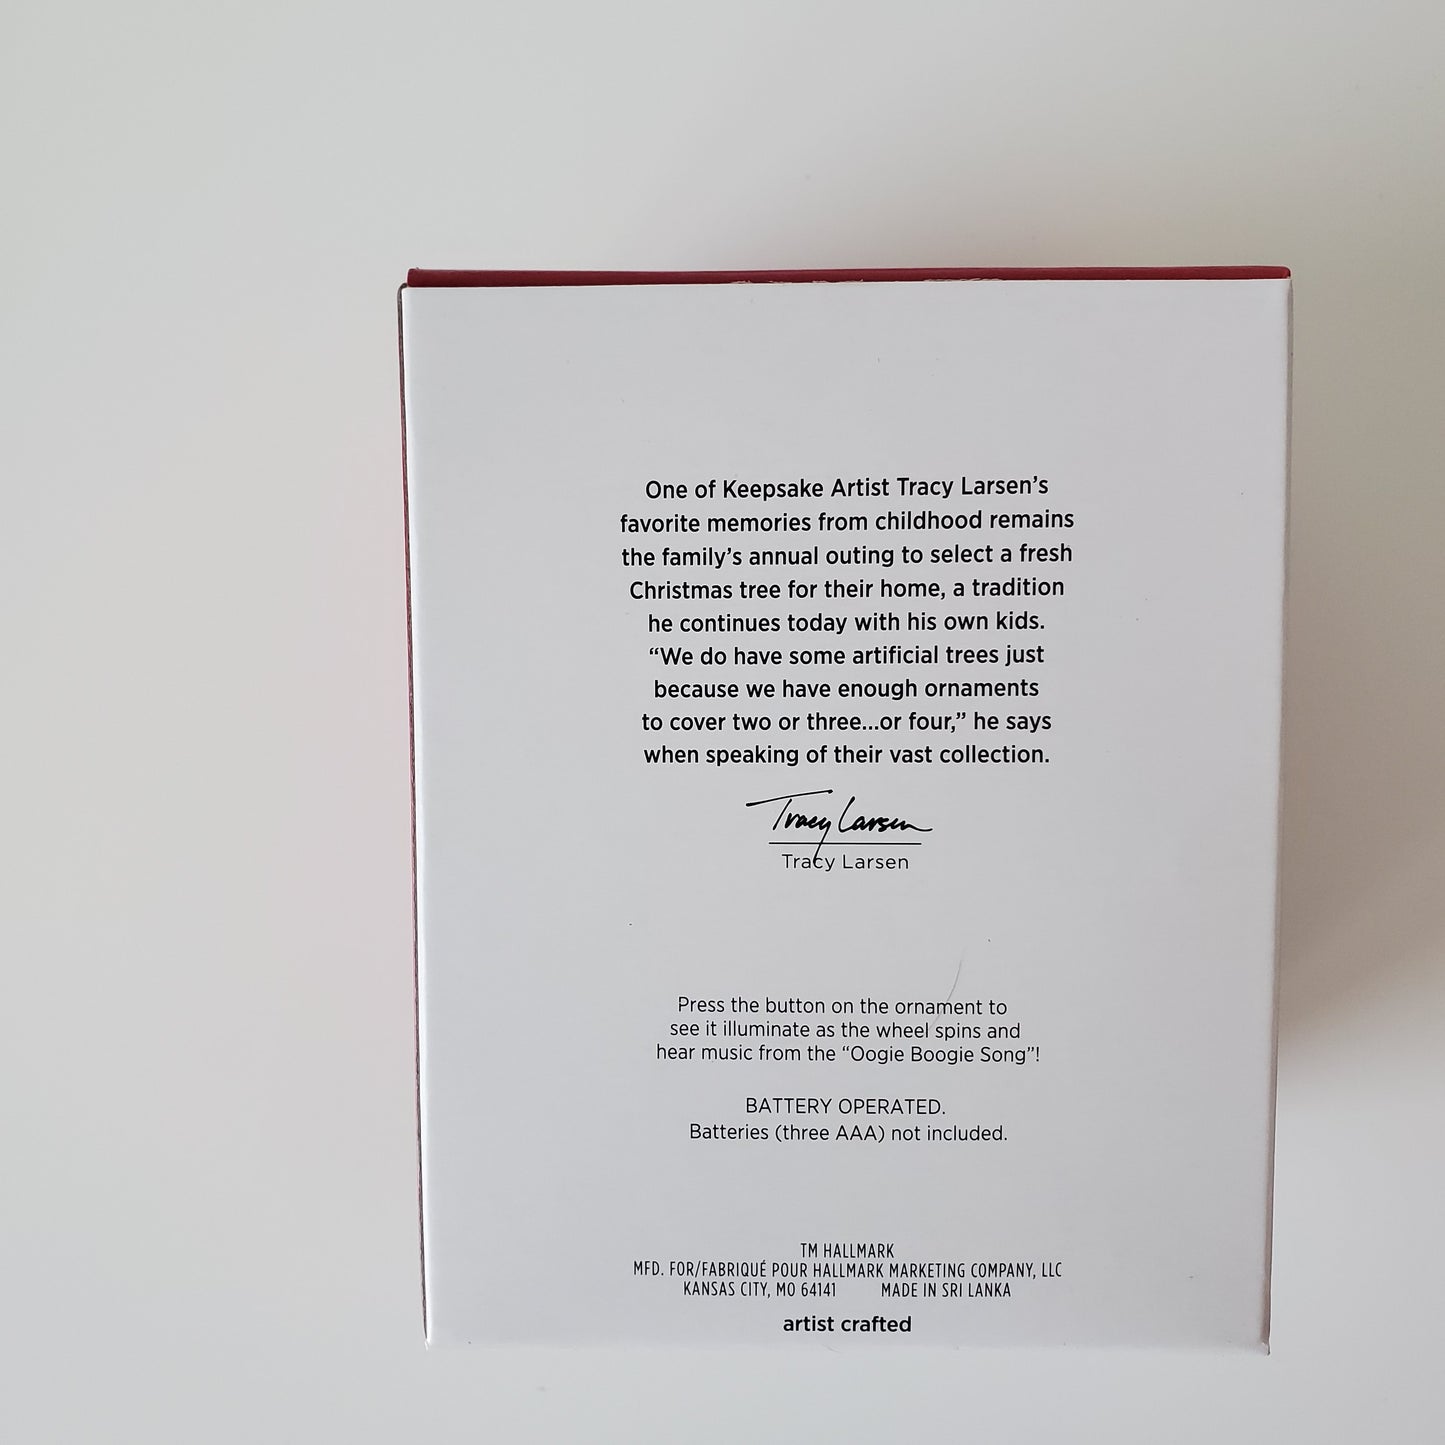 One of Keepsake Artist Tracy Larsen's
favorite memories from childhood remains
the family's annual outing to select a fresh
Christmas tree for their home, a tradition
he continues today with his own kids.
“We do have some artificial trees just
because we have enough ornaments
to cover two or three...or four,” he says
when speaking of their vast collection.
Tracy Larsen
Tracy Larsen
Press the button on the ornament to
see it illuminate as the wheel spins and
hear music from the “Oogie Boogie Song”!
BATTERY OPERATED.
Batteries (three AAA) not included.
TM HALLMARK
MFD. FOR/FABRIQUÉ POUR HALLMARK MARKETING COMPANY, LLC
KANSAS CITY, MO 64141 MADE IN SRI LANKA
artist crafted